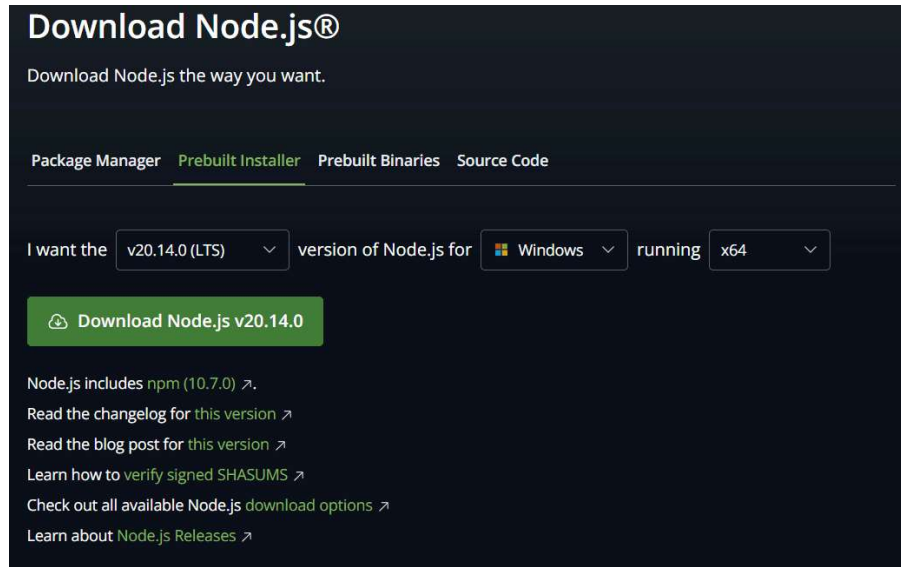 Download Node.js®
Download Node.js the way you want.
Package Manager Prebuilt Installer Prebuilt Binaries Source Code
I want the v20.14.0 (LTS) version of Node.js for Windows running x64
Download Node.js v20.14.0
Node.js includes npm (10.7.0) ↗.
Read the changelog for this version ↗
Read the blog post for this version ↗
Learn how to verify signed SHASUMS ↗
Check out all available Node.js download options ↗
Learn about Node.js Releases ↗